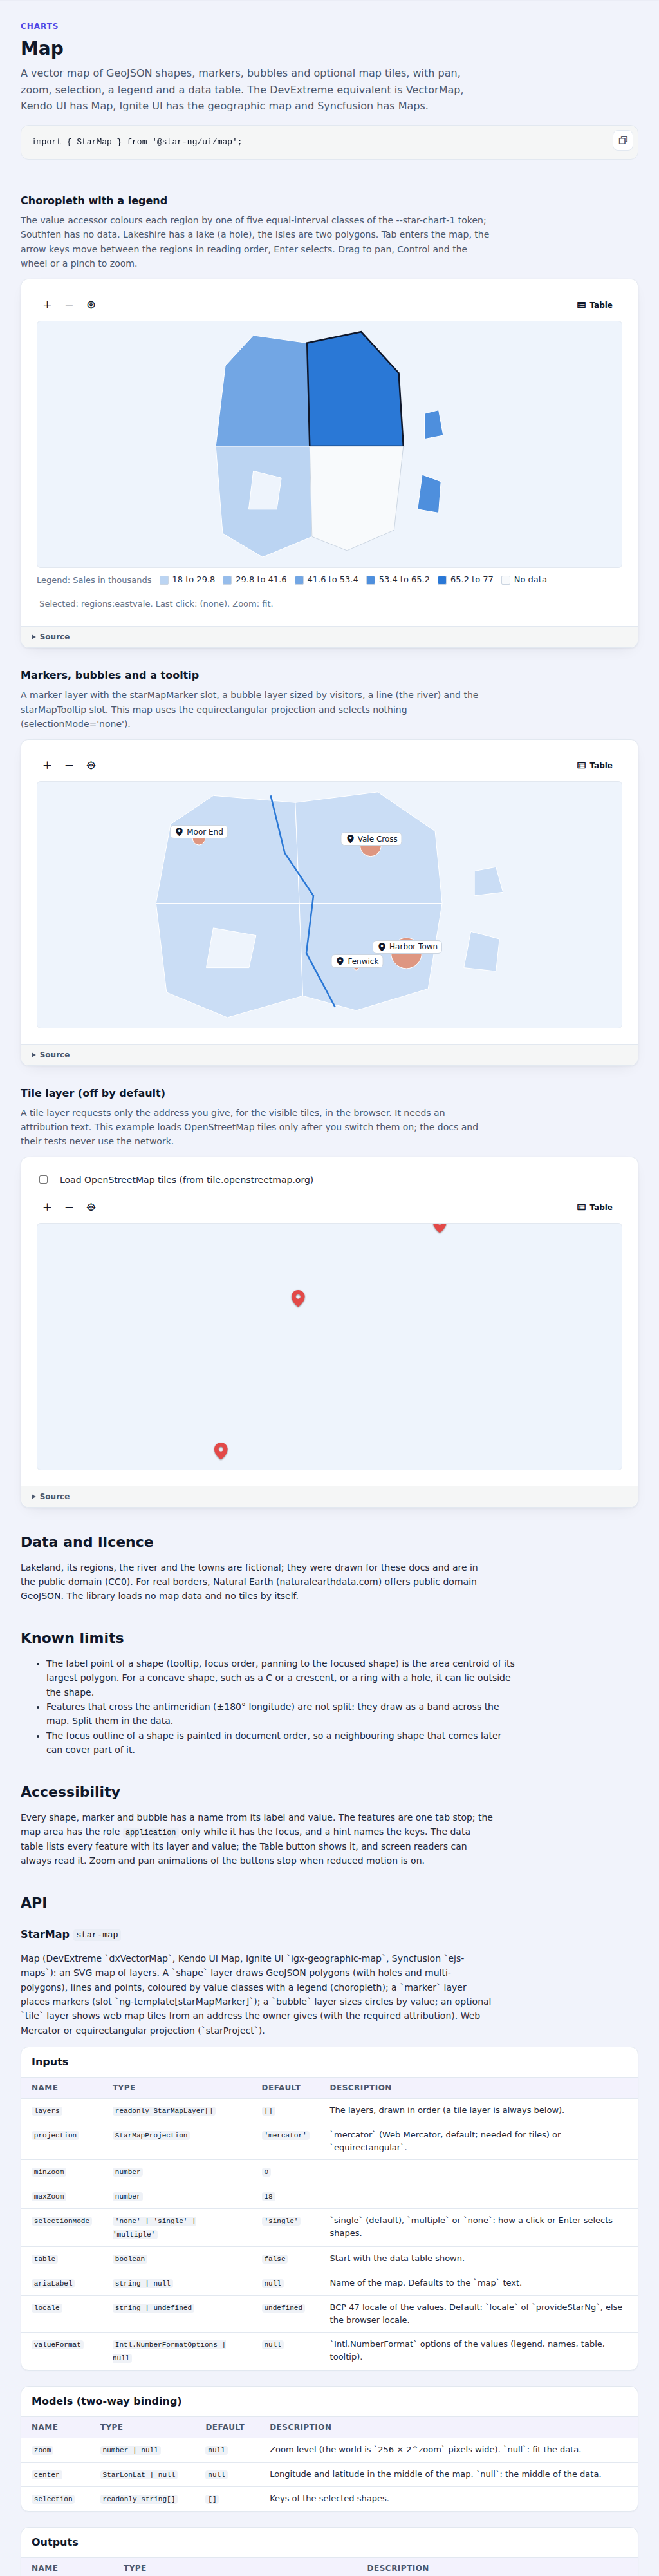 CHARTS
Map
A vector map of GeoJSON shapes, markers, bubbles and optional map tiles, with pan,
zoom, selection, a legend and a data table. The DevExtreme equivalent is VectorMap,
Kendo UI has Map, Ignite UI has the geographic map and Syncfusion has Maps.
import { StarMap } from '@star-ng/ui/map';
Choropleth with a legend
The value accessor colours each region by one of five equal-interval classes of the --star-chart-1 token;
Southfen has no data. Lakeshire has a lake (a hole), the Isles are two polygons. Tab enters the map, the
arrow keys move between the regions in reading order, Enter selects. Drag to pan, Control and the
wheel or a pinch to zoom.
Table
Legend: Sales in thousands 18 to 29.8 29.8 to 41.6 41.6 to 53.4 53.4 to 65.2 65.2 to 77 No data
Selected: regions:eastvale. Last click: (none). Zoom: fit.
Source
Markers, bubbles and a tooltip
A marker layer with the starMapMarker slot, a bubble layer sized by visitors, a line (the river) and the
starMapTooltip slot. This map uses the equirectangular projection and selects nothing
(selectionMode='none').
Table
Moor End
Vale Cross
Harbor Town
Fenwick
Source
Tile layer (off by default)
A tile layer requests only the address you give, for the visible tiles, in the browser. It needs an
attribution text. This example loads OpenStreetMap tiles only after you switch them on; the docs and
their tests never use the network.
Load OpenStreetMap tiles (from tile.openstreetmap.org)
Table
Source
Data and licence
Lakeland, its regions, the river and the towns are fictional; they were drawn for these docs and are in
the public domain (CC0). For real borders, Natural Earth (naturalearthdata.com) offers public domain
GeoJSON. The library loads no map data and no tiles by itself.
Known limits
• The label point of a shape (tooltip, focus order, panning to the focused shape) is the area centroid of its
largest polygon. For a concave shape, such as a C or a crescent, or a ring with a hole, it can lie outside
the shape.
• Features that cross the antimeridian (±180° longitude) are not split: they draw as a band across the
map. Split them in the data.
• The focus outline of a shape is painted in document order, so a neighbouring shape that comes later
can cover part of it.
Accessibility
Every shape, marker and bubble has a name from its label and value. The features are one tab stop; the
map area has the role application only while it has the focus, and a hint names the keys. The data
table lists every feature with its layer and value; the Table button shows it, and screen readers can
always read it. Zoom and pan animations of the buttons stop when reduced motion is on.
API
StarMap star-map
Map (DevExtreme `dxVectorMap`, Kendo UI Map, Ignite UI `igx-geographic-map`, Syncfusion `ejs-
maps`): an SVG map of layers. A `shape` layer draws GeoJSON polygons (with holes and multi-
polygons), lines and points, coloured by value classes with a legend (choropleth); a `marker` layer
places markers (slot `ng-template[starMapMarker]`); a `bubble` layer sizes circles by value; an optional
`tile` layer shows web map tiles from an address the owner gives (with the required attribution). Web
Mercator or equirectangular projection (`starProject`).
Inputs
NAME TYPE DEFAULT DESCRIPTION
layers readonly StarMapLayer[] [] The layers, drawn in order (a tile layer is always below).
projection StarMapProjection 'mercator' `mercator` (Web Mercator, default; needed for tiles) or
`equirectangular`.
minZoom number 0
maxZoom number 18
selectionMode 'none' | 'single' | 'single' `single` (default), `multiple` or `none`: how a click or Enter selects
'multiple' shapes.
table boolean false Start with the data table shown.
ariaLabel string | null null Name of the map. Defaults to the `map` text.
locale string | undefined undefined BCP 47 locale of the values. Default: `locale` of `provideStarNg`, else
the browser locale.
valueFormat Intl.NumberFormatOptions | null `Intl.NumberFormat` options of the values (legend, names, table,
null tooltip).
Models (two-way binding)
NAME TYPE DEFAULT DESCRIPTION
zoom number | null null Zoom level (the world is `256 × 2^zoom` pixels wide). `null`: fit the data.
center StarLonLat | null null Longitude and latitude in the middle of the map. `null`: the middle of the data.
selection readonly string[] [] Keys of the selected shapes.
Outputs
NAME TYPE DESCRIPTION